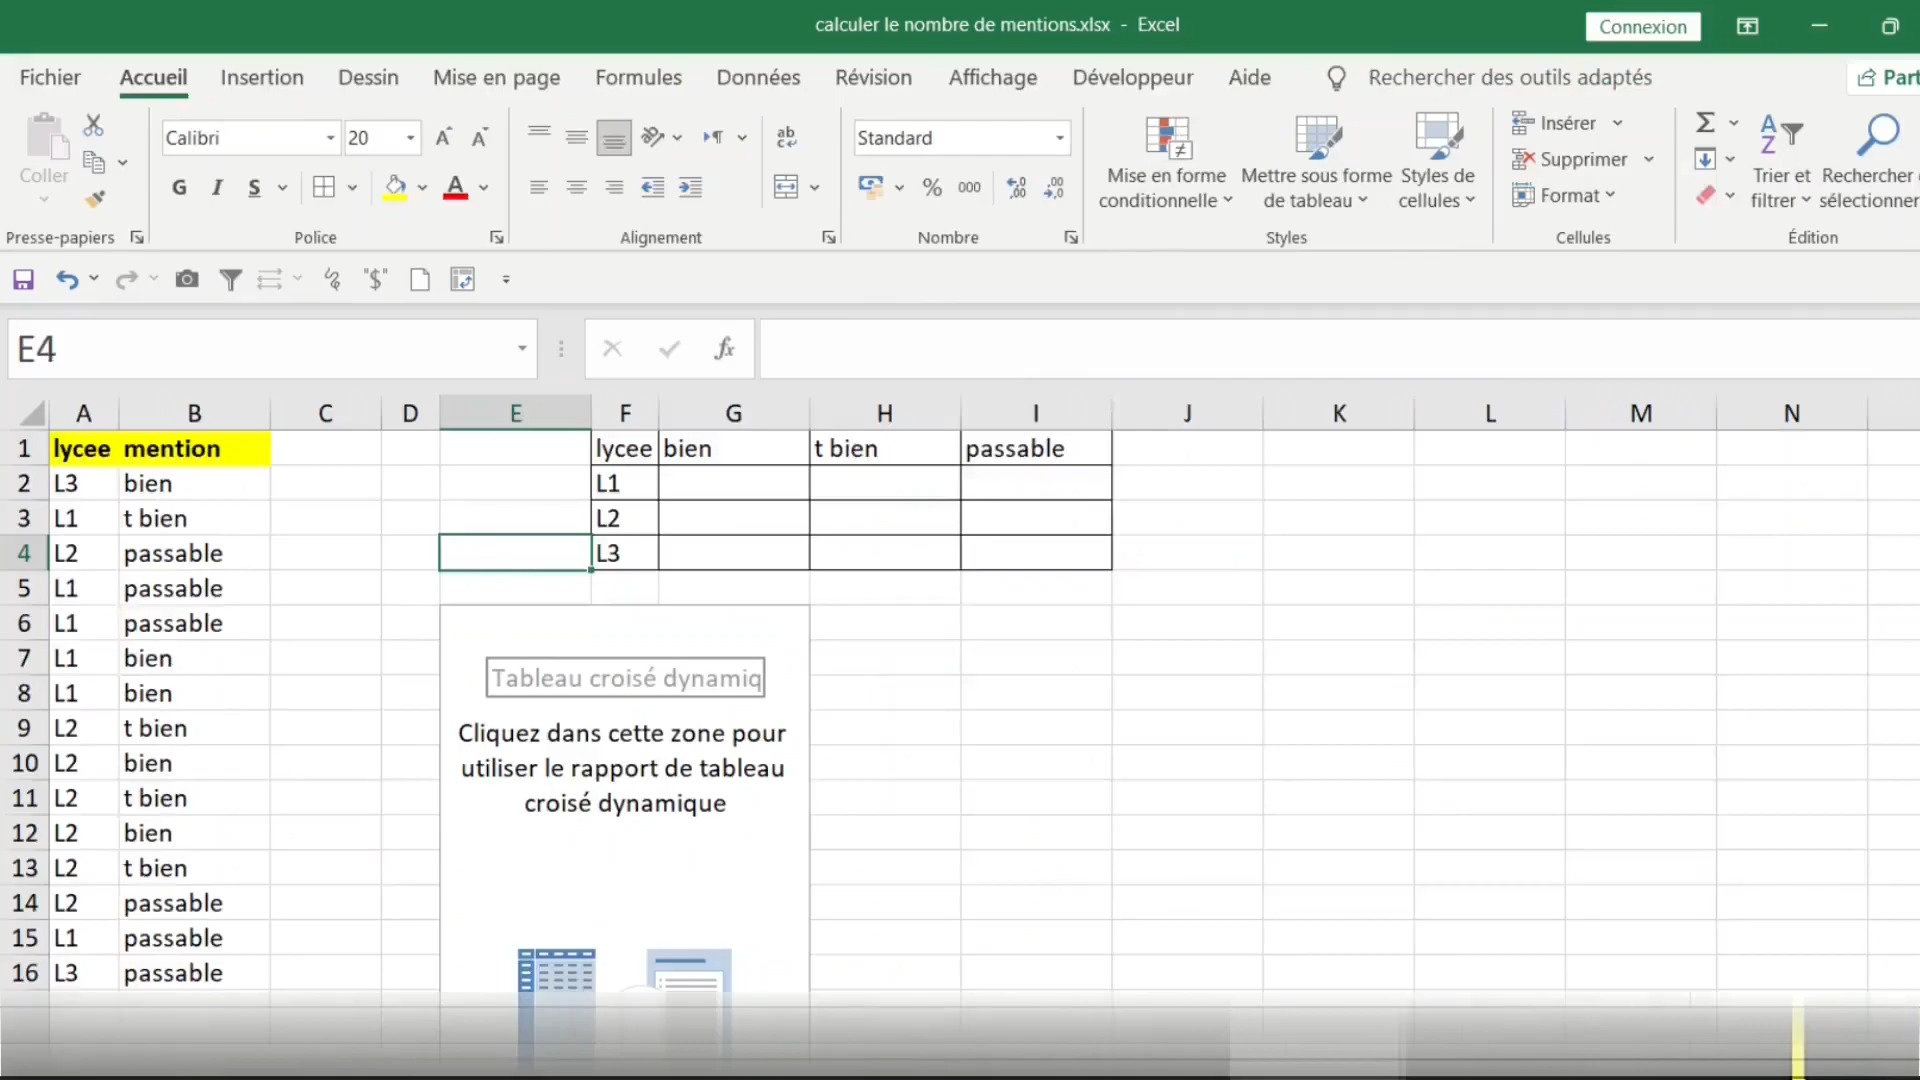 calculer le nombre de mentions.xlsx - Excel
Connexion
Fichier Accueil Insertion Dessin Mise en page Formules Données Révision Affichage Développeur Aide Rechercher des outils adaptés Part
Coller
Calibri 20
G I S A
ab
Standard
% 000
Mise en forme conditionnelle
Mettre sous forme de tableau
Styles de cellules
Insérer
Supprimer
Format
Trier et filtrer
Rechercher sélectionner
Presse-papiers Police Alignement Nombre Styles Cellules Édition
"$"
E4 fx
A B C D E F G H I J K L M N
1 lycee mention lycee bien t bien passable
2 L3 bien L1
3 L1 t bien L2
4 L2 passable L3
5 L1 passable
6 L1 passable
7 L1 bien
8 L1 bien
9 L2 t bien
10 L2 bien
11 L2 t bien
12 L2 bien
13 L2 t bien
14 L2 passable
15 L1 passable
16 L3 passable
Tableau croisé dynamiq
Cliquez dans cette zone pour
utiliser le rapport de tableau
croisé dynamique